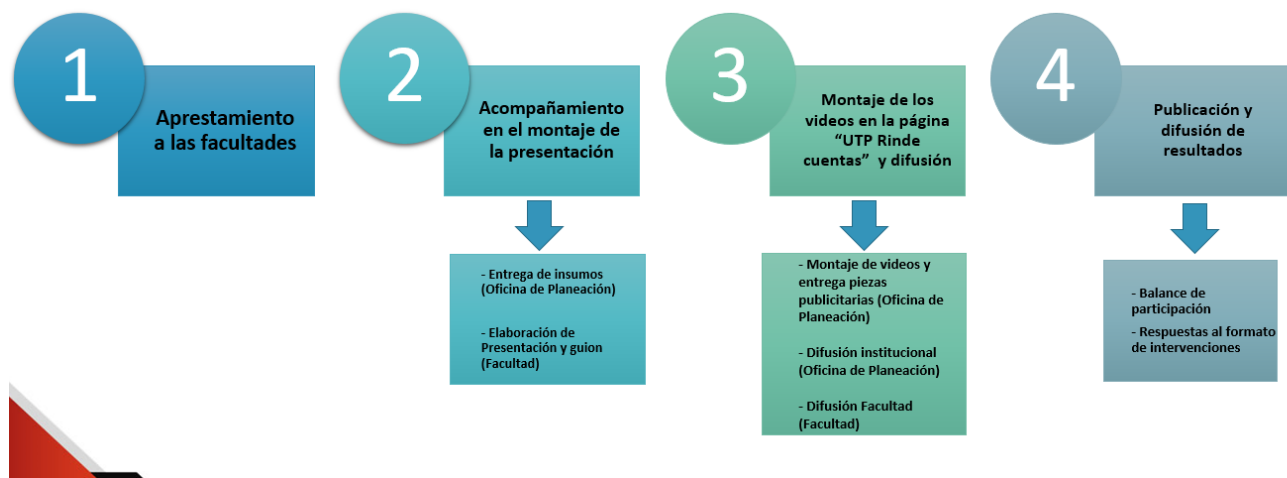 1
Aprestamiento
a las facultades
2
Acompañamiento
en el montaje de
la presentación
- Entrega de insumos
(Oficina de Planeación)
- Elaboración de
Presentación y guion
(Facultad)
3
Montaje de los
videos en la página
“UTP Rinde
cuentas” y difusión
- Montaje de videos y
entrega piezas
publicitarias (Oficina de
Planeación)
- Difusión institucional
(Oficina de Planeación)
- Difusión Facultad
(Facultad)
4
Publicación y
difusión de
resultados
- Balance de
participación
- Respuestas al formato
de intervenciones